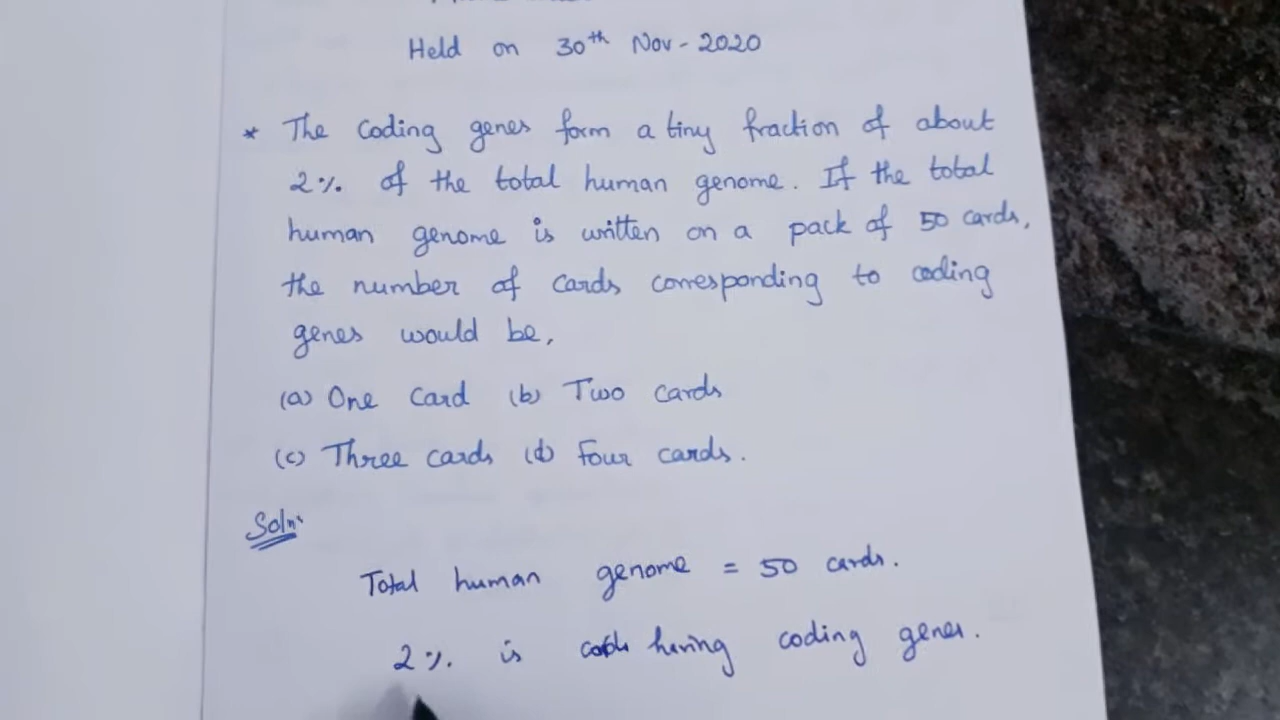 Held on 30th Nov - 2020
* The coding genes form a tiny fraction of about
2%. of the total human genome. If the total
human genome is written on a pack of 50 cards,
the number of cards corresponding to coding
genes would be,
(a) One card (b) Two cards
(c) Three cards (d) Four cards.
Soln:
Total human genome = 50 cards.
2%. is having coding genes.